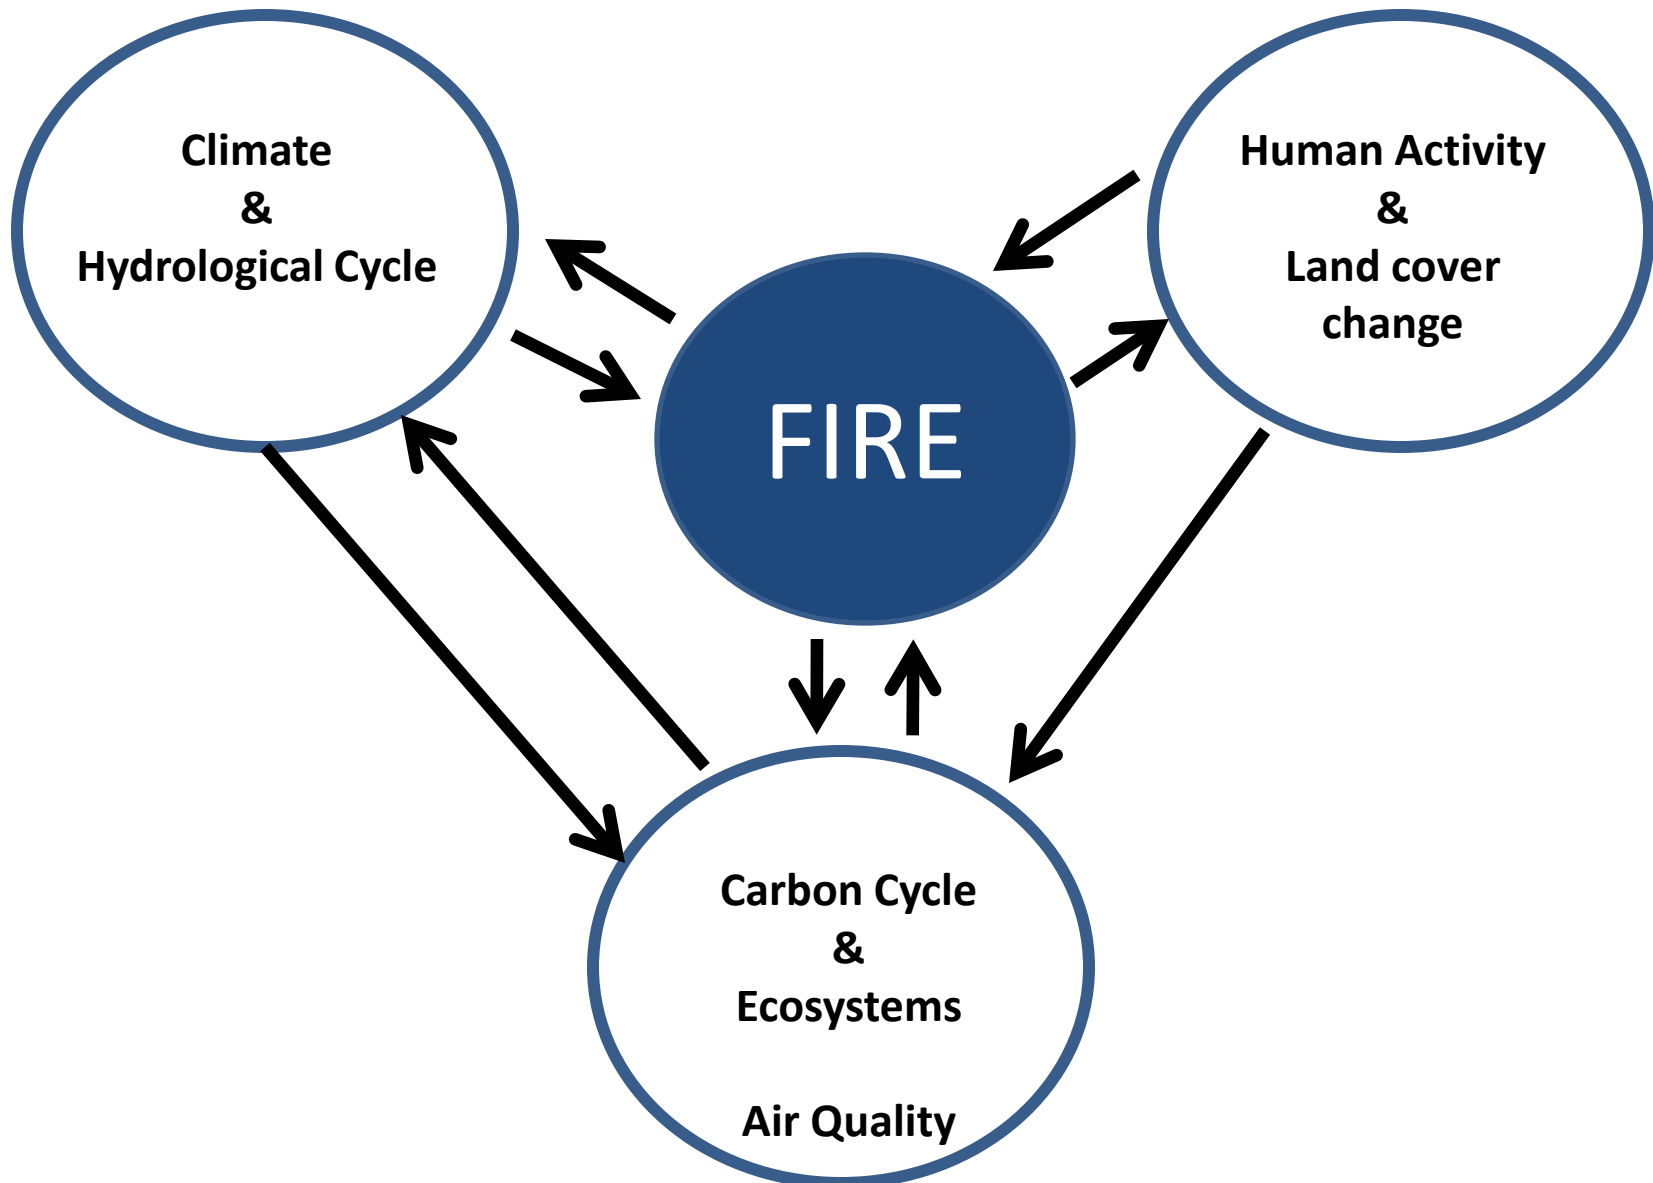 Climate
&
Hydrological Cycle
Human Activity
&
Land cover
change
FIRE
Carbon Cycle
&
Ecosystems
Air Quality